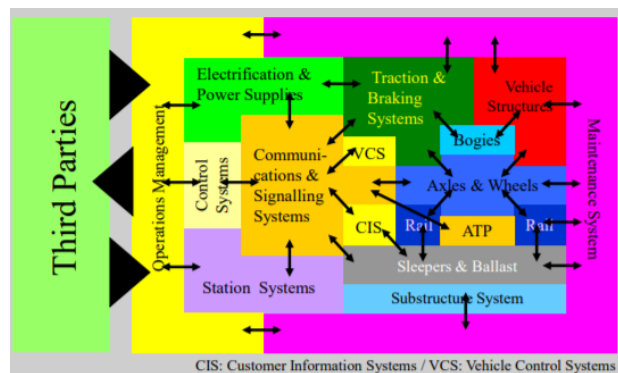 Third Parties
Operations Management
Electrification &
Power Supplies
Traction &
Braking
Systems
Vehicle
Structures
Bogies
Control
Systems
Communi-
cations &
Signalling
Systems
VCS
Axles & Wheels
CIS
Rail
ATP
Rail
Sleepers & Ballast
Station Systems
Substructure System
Maintenance System
CIS: Customer Information Systems / VCS: Vehicle Control Systems